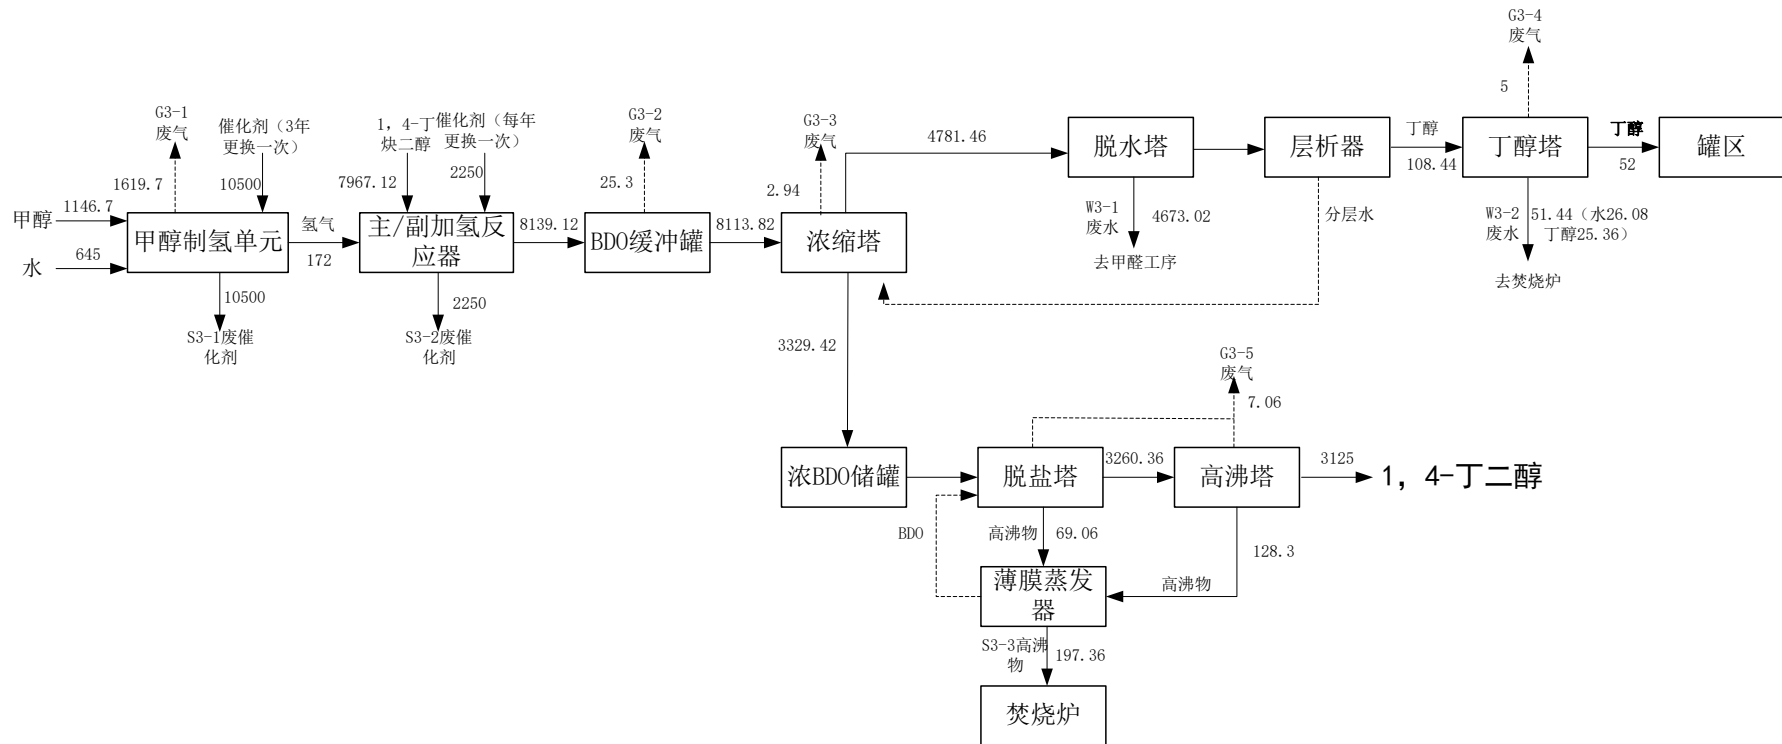 G3-4
废气
5
G3-1
废气
催化剂（3年
更换一次）
1，4-丁
炔二醇
催化剂（每年
更换一次）
G3-2
废气
G3-3
废气
4781.46
脱水塔
层析器
丁醇
108.44
丁醇塔
丁醇
52
罐区
1619.7
10500
7967.12
2250
25.3
2.94
甲醇
1146.7
水
645
甲醇制氢单元
氢气
172
主/副加氢反
应器
8139.12
BDO缓冲罐
8113.82
浓缩塔
W3-1
废水
4673.02
去甲醛工序
分层水
W3-2
废水
51.44（水26.08
丁醇25.36）
去焚烧炉
10500
S3-1废催
化剂
2250
S3-2废催
化剂
3329.42
G3-5
废气
7.06
浓BDO储罐
脱盐塔
3260.36
高沸塔
3125
1，4-丁二醇
BDO
高沸物
69.06
128.3
薄膜蒸发
器
高沸物
S3-3高沸
物
197.36
焚烧炉